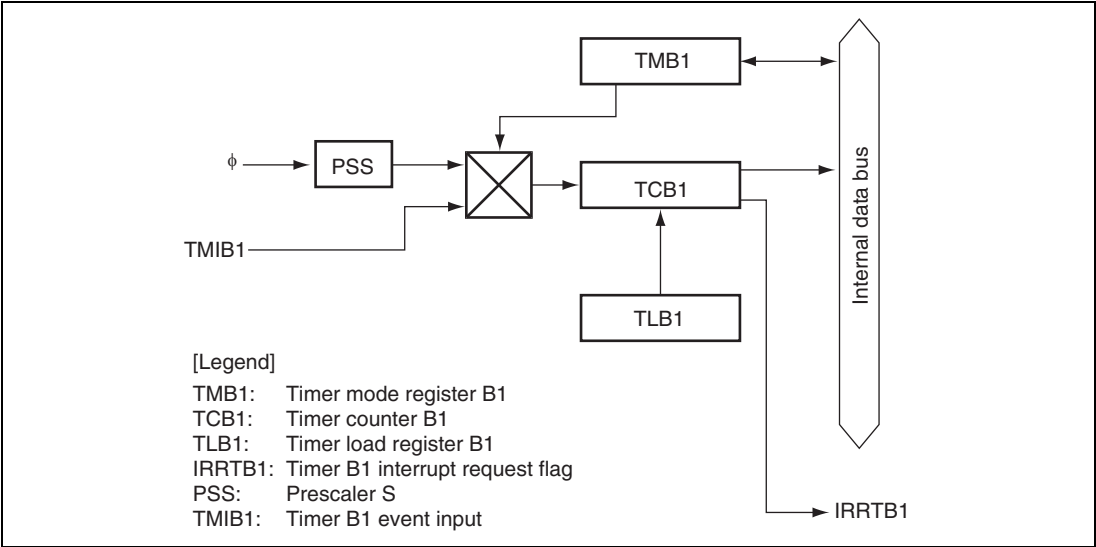 TMB1
ϕ
PSS
TCB1
TMIB1
TLB1
Internal data bus
[Legend]
TMB1: Timer mode register B1
TCB1: Timer counter B1
TLB1: Timer load register B1
IRRTB1: Timer B1 interrupt request flag
PSS: Prescaler S
TMIB1: Timer B1 event input
IRRTB1